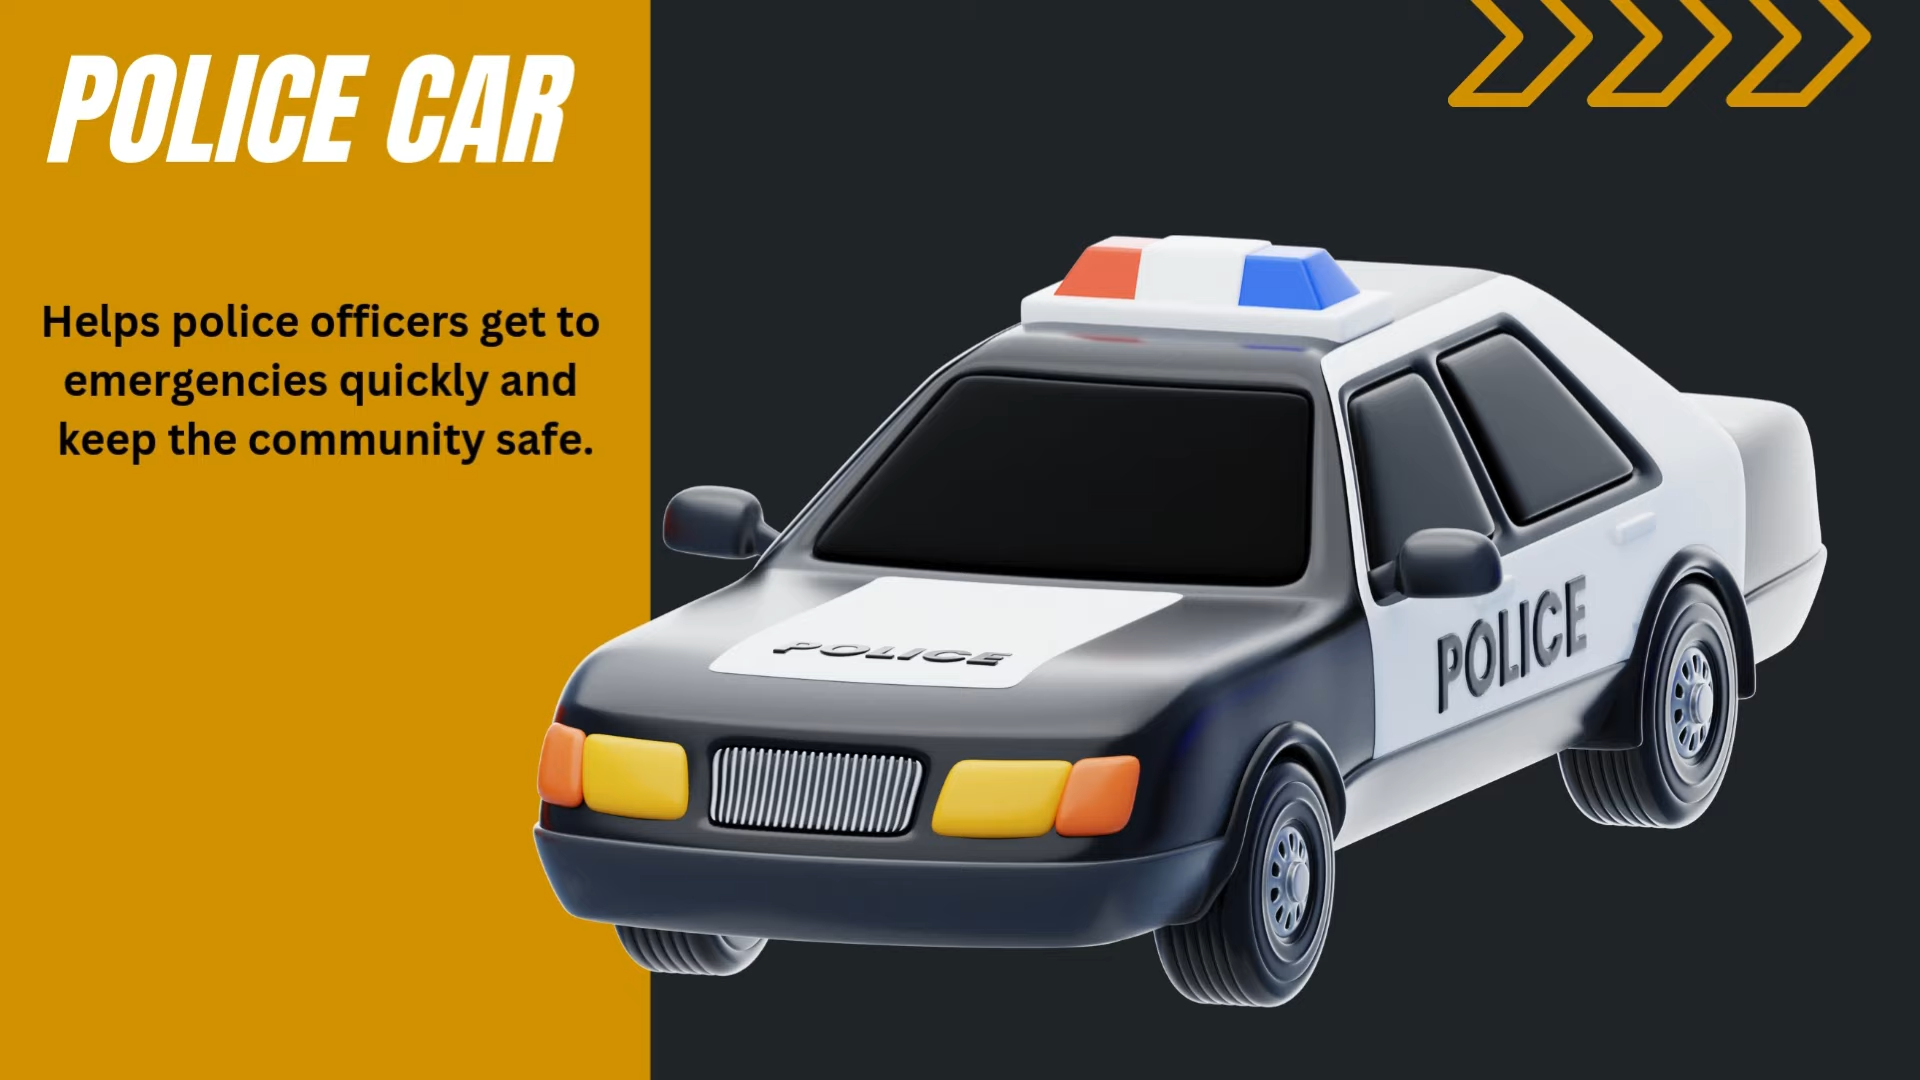 POLICE CAR
Helps police officers get to
emergencies quickly and
keep the community safe.
POLICE
POLICE